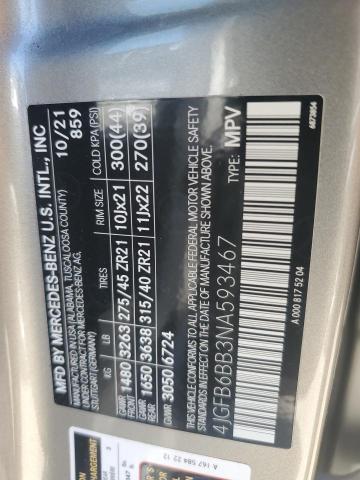 MFD BY MERCEDES-BENZ U.S. INTL., INC 10/21
MANUFACTURED IN USA (ALABAMA, TUSCALOOSA COUNTY) 859
FOR MERCEDES-BENZ AG,
STUTTGART (GERMANY)
KG LB TIRES RIM SIZE COLD KPA (PSI)
GAWR FRONT 1480 3263 275/45 ZR21 10Jx21 300(44)
GAWR REAR 1650 3638 315/40 ZR21 11Jx22 270(39)
GVWR 3050 6724
THIS VEHICLE CONFORMS TO ALL APPLICABLE FEDERAL MOTOR VEHICLE SAFETY
STANDARDS IN EFFECT ON THE DATE OF MANUFACTURE SHOWN ABOVE.
4JGFB6BB3NA593467 TYPE: MPV
A 000 817 52 04
6873954
A 167 584 22 12